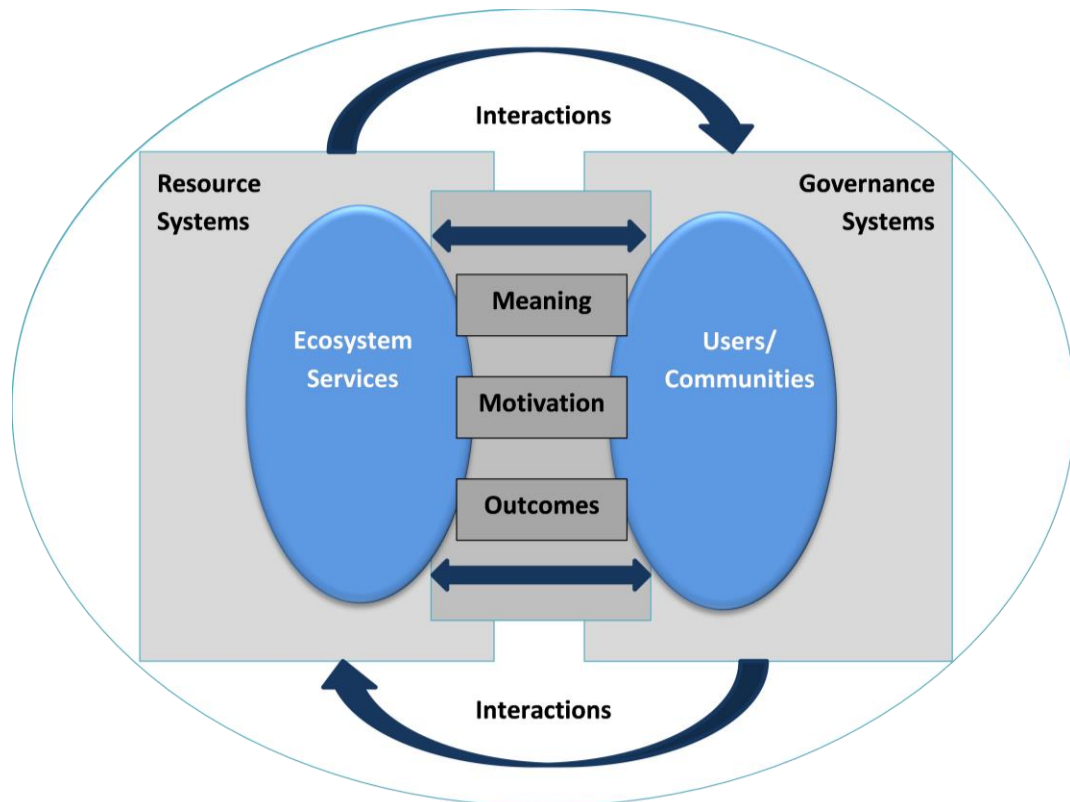 Interactions
Resource
Systems
Governance
Systems
Meaning
Ecosystem
Services
Users/
Communities
Motivation
Outcomes
Interactions